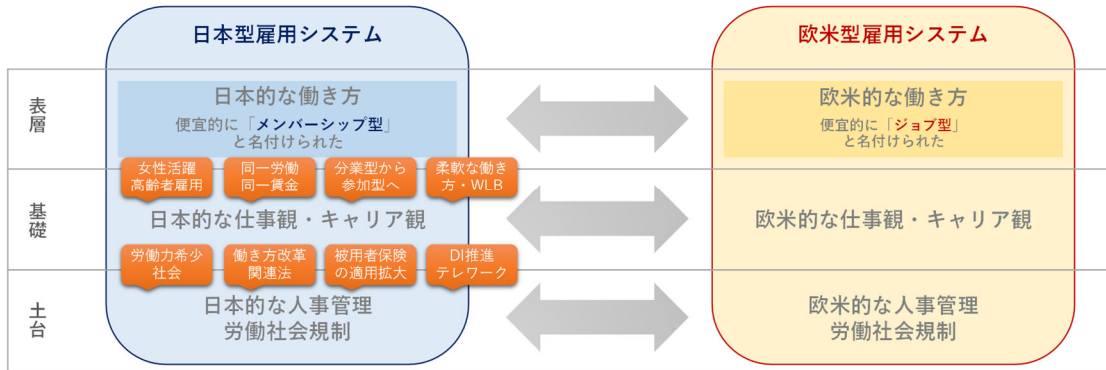 日本型雇用システム
欧米型雇用システム
表層
日本的な働き方
便宜的に「メンバーシップ型」
と名付けられた
欧米的な働き方
便宜的に「ジョブ型」
と名付けられた
女性活躍
高齢者雇用
同一労働
同一賃金
分業型から
参加型へ
柔軟な働き
方・WLB
基礎
日本的な仕事観・キャリア観
欧米的な仕事観・キャリア観
労働力希少
社会
働き方改革
関連法
被用者保険
の適用拡大
DI推進
テレワーク
土台
日本的な人事管理
労働社会規制
欧米的な人事管理
労働社会規制